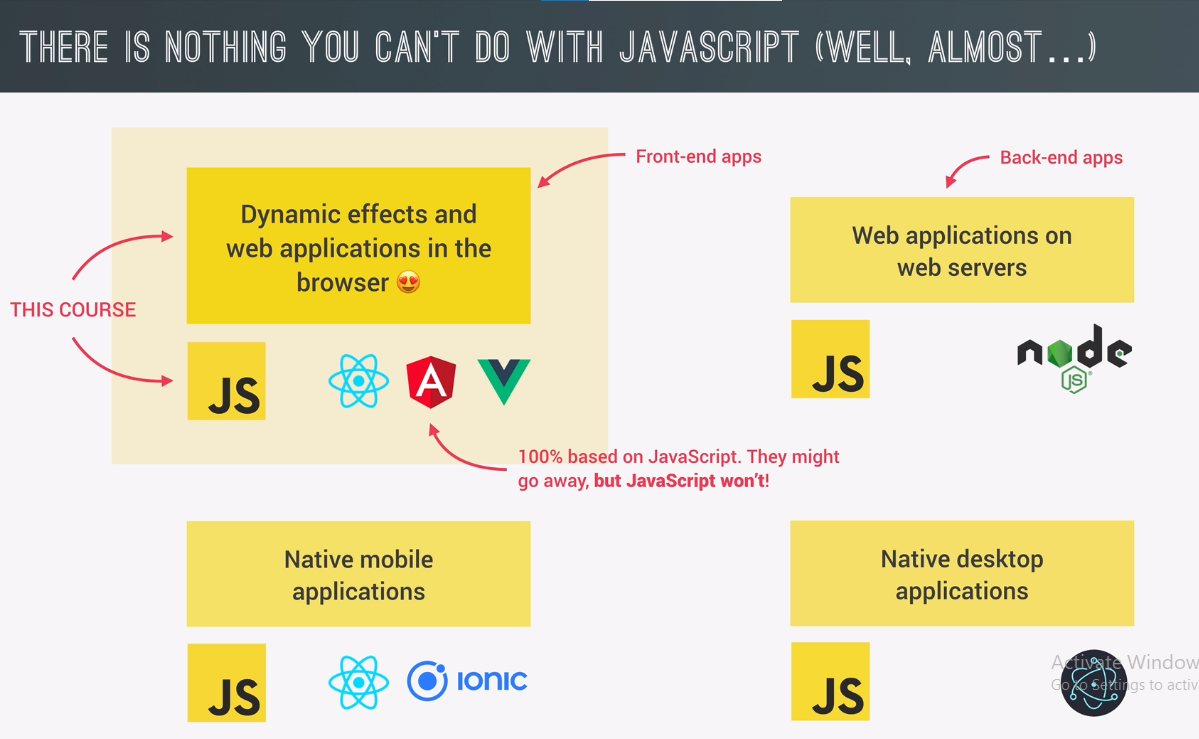 THERE IS NOTHING YOU CAN'T DO WITH JAVASCRIPT (WELL, ALMOST...)
Front-end apps
Dynamic effects and
web applications in the
browser 😍
THIS COURSE
JS
A
100% based on JavaScript. They might
go away, but JavaScript won't!
Back-end apps
Web applications on
web servers
JS
node
JS
Native mobile
applications
JS
IONIC
Native desktop
applications
JS
Activate Window
Go to Settings to activ